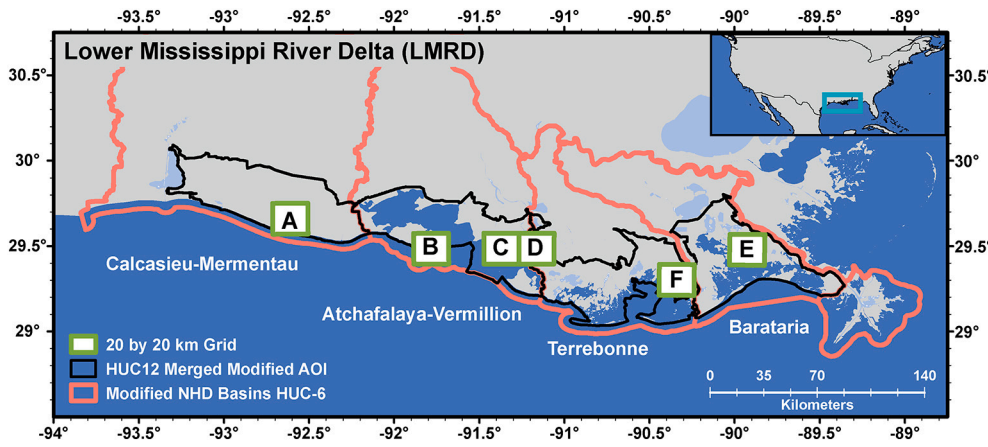 -93.5° -93° -92.5° -92° -91.5° -91° -90.5° -90° -89.5° -89°
Lower Mississippi River Delta (LMRD)
30.5° 30.5°
30° 30°
A
29.5° B C D E 29.5°
F
Calcasieu-Mermentau
Atchafalaya-Vermillion
29° Barataria 29°
Terrebonne
20 by 20 km Grid
HUC12 Merged Modified AOI
Modified NHD Basins HUC-6
0 35 70 140
Kilometers
-94° -93.5° -93° -92.5° -92° -91.5° -91° -90.5° -90° -89.5° -89°